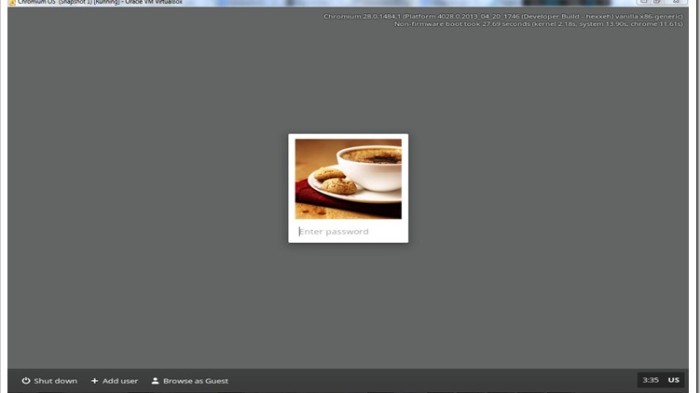 Chromium OS (Snapshot 1) [Running] - Oracle VM VirtualBox
Chromium 28.0.1484.1 (Platform 4028.0.2013_04_20_1746 (Developer Build - hexxeh) vanilla x86-generic)
Non-firmware boot took 27.69 seconds (kernel 2.18s, system 13.90s, chrome 11.61s)
Enter password
Shut down
Add user
Browse as Guest
3:35
US